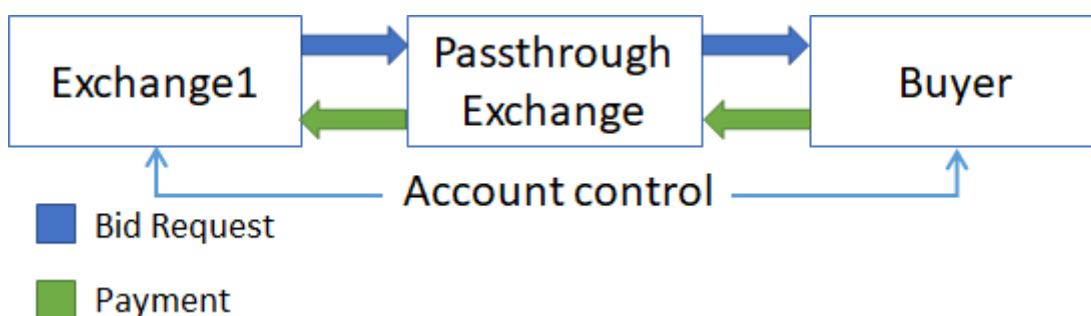 Exchange1
Passthrough
Exchange
Buyer
Account control
Bid Request
Payment